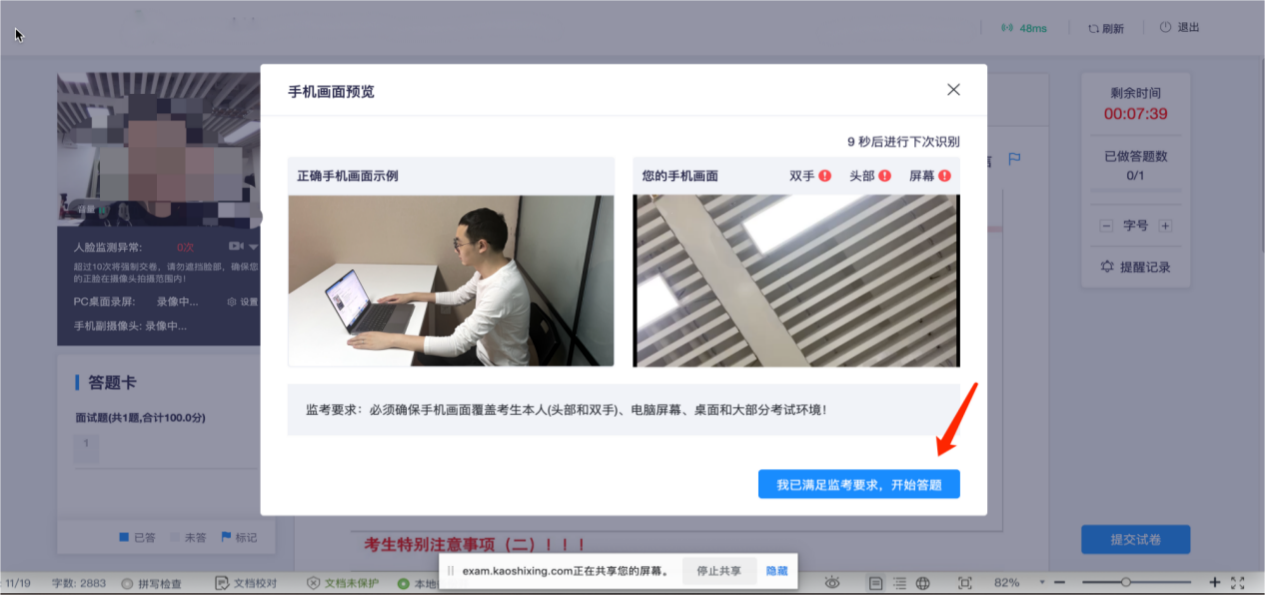 48ms
刷新
退出
手机画面预览
9 秒后进行下次识别
正确手机画面示例
您的手机画面
双手
头部
屏幕
监考要求：必须确保手机画面覆盖考生本人(头部和双手)、电脑屏幕、桌面和大部分考试环境！
我已满足监考要求，开始答题
音量
人脸监测异常:
0次
超过10次将强制交卷，请勿遮挡脸部，确保您
的正脸在摄像头拍摄范围内！
PC桌面录屏:
录像中...
设置
手机副摄像头: 录像中...
答题卡
面试题(共1题,合计100.0分)
1
已答
未答
标记
剩余时间
00:07:39
已做答题数
0/1
字号
提醒记录
提交试卷
考生特别注意事项（二）！！！
exam.kaoshixing.com正在共享您的屏幕。
停止共享
隐藏
11/19
字数: 2883
拼写检查
文档校对
文档未保护
本地
82%